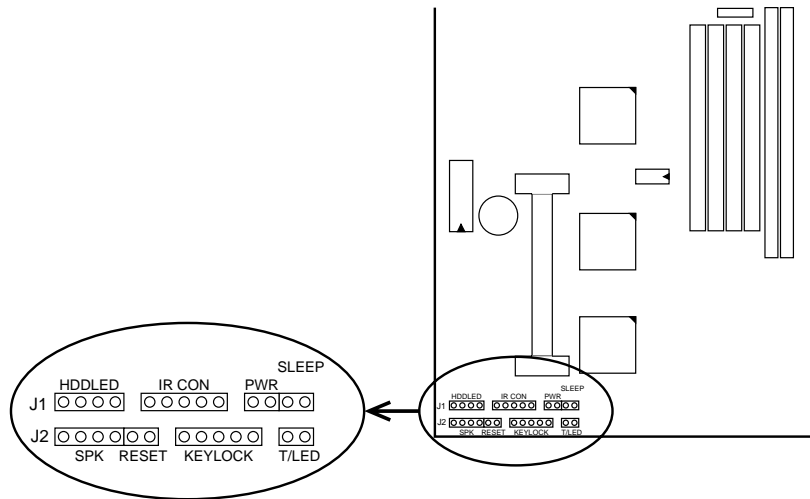 SLEEP
HDDLED IR CON PWR
J1
J2
SPK RESET KEYLOCK T/LED
SLEEP
HDDLED IR CON PWR
J1
J2
SPK RESET KEYLOCK T/LED